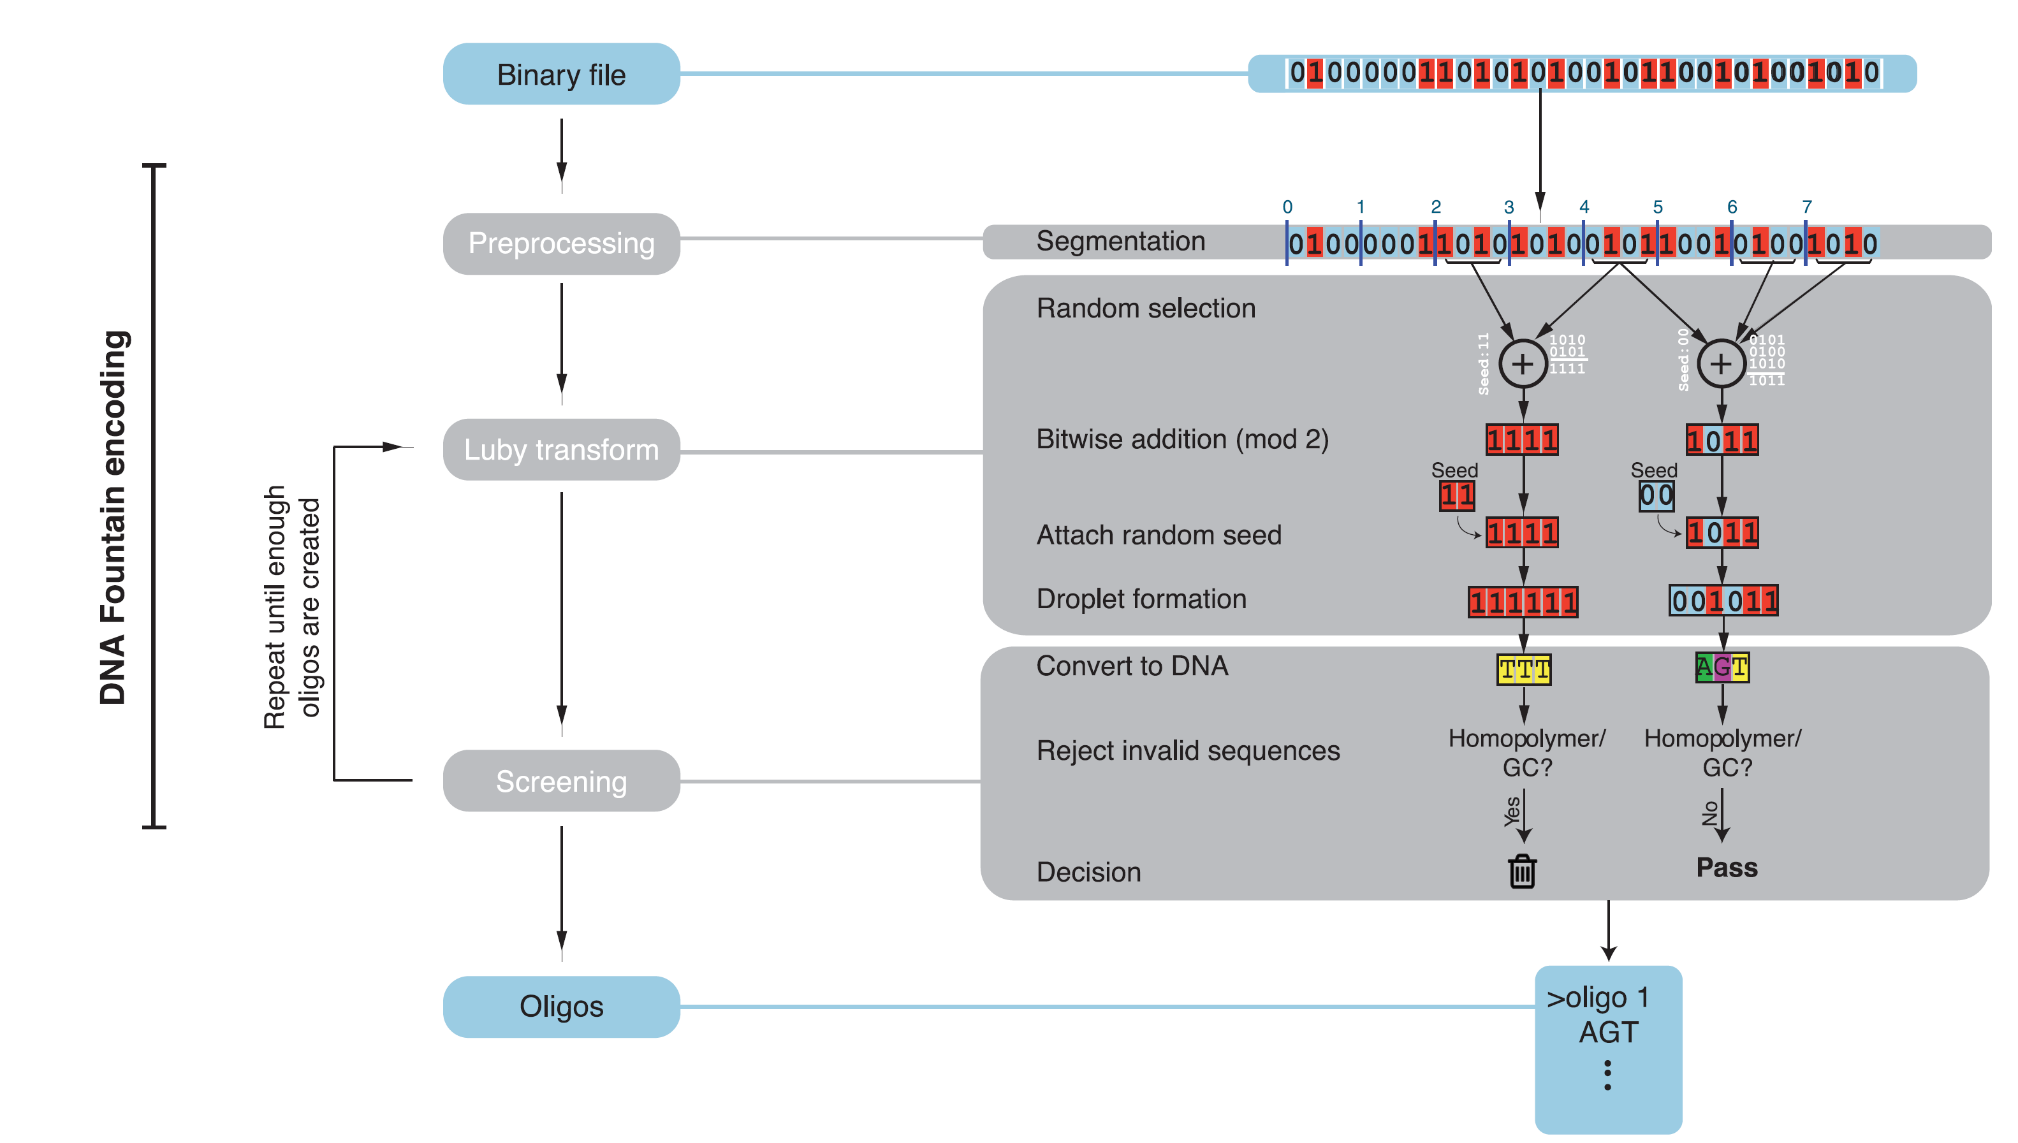 Binary file
01000001101010100101100101001010
0 1 2 3 4 5 6 7
Preprocessing
Segmentation
01000001101010100101100101001010
DNA Fountain encoding
Repeat until enough
oligos are created
Luby transform
Random selection
Seed:11
1010
0101
1111
Seed:00
0101
0100
1010
1011
Bitwise addition (mod 2)
1111
1011
Seed
11
Seed
00
Attach random seed
1111
1011
Droplet formation
111111
001011
Screening
Convert to DNA
TTT
AGT
Reject invalid sequences
Homopolymer/
GC?
Homopolymer/
GC?
Yes
No
Decision
Pass
Oligos
>oligo 1
AGT